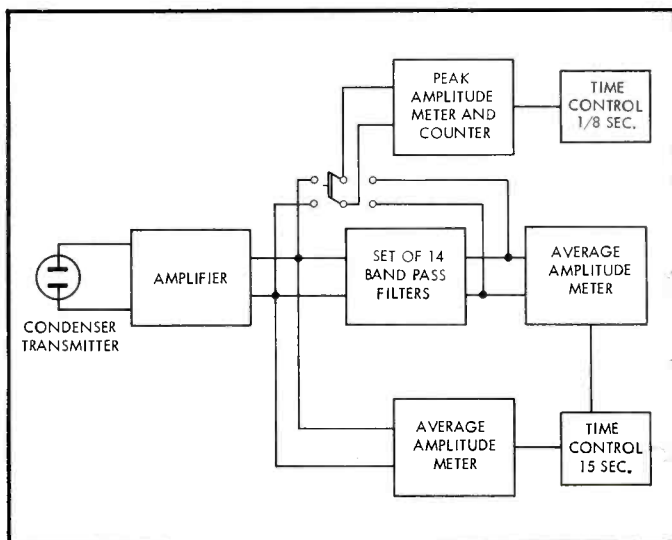 PEAK
AMPLITUDE
METER AND
COUNTER
TIME
CONTROL
1/8 SEC.
CONDENSER
TRANSMITTER
AMPLIFIER
SET OF 14
BAND PASS
FILTERS
AVERAGE
AMPLITUDE
METER
AVERAGE
AMPLITUDE
METER
TIME
CONTROL
15 SEC.